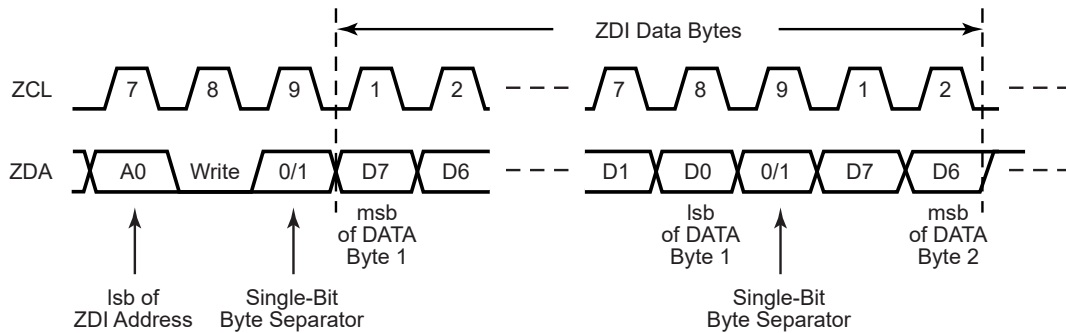 ZDI Data Bytes
ZCL 7 8 9 1 2 7 8 9 1 2
ZDA A0 Write 0/1 D7 D6 D1 D0 0/1 D7 D6
msb
of DATA
Byte 1
lsb
of DATA
Byte 1
msb
of DATA
Byte 2
lsb of
ZDI Address
Single-Bit
Byte Separator
Single-Bit
Byte Separator